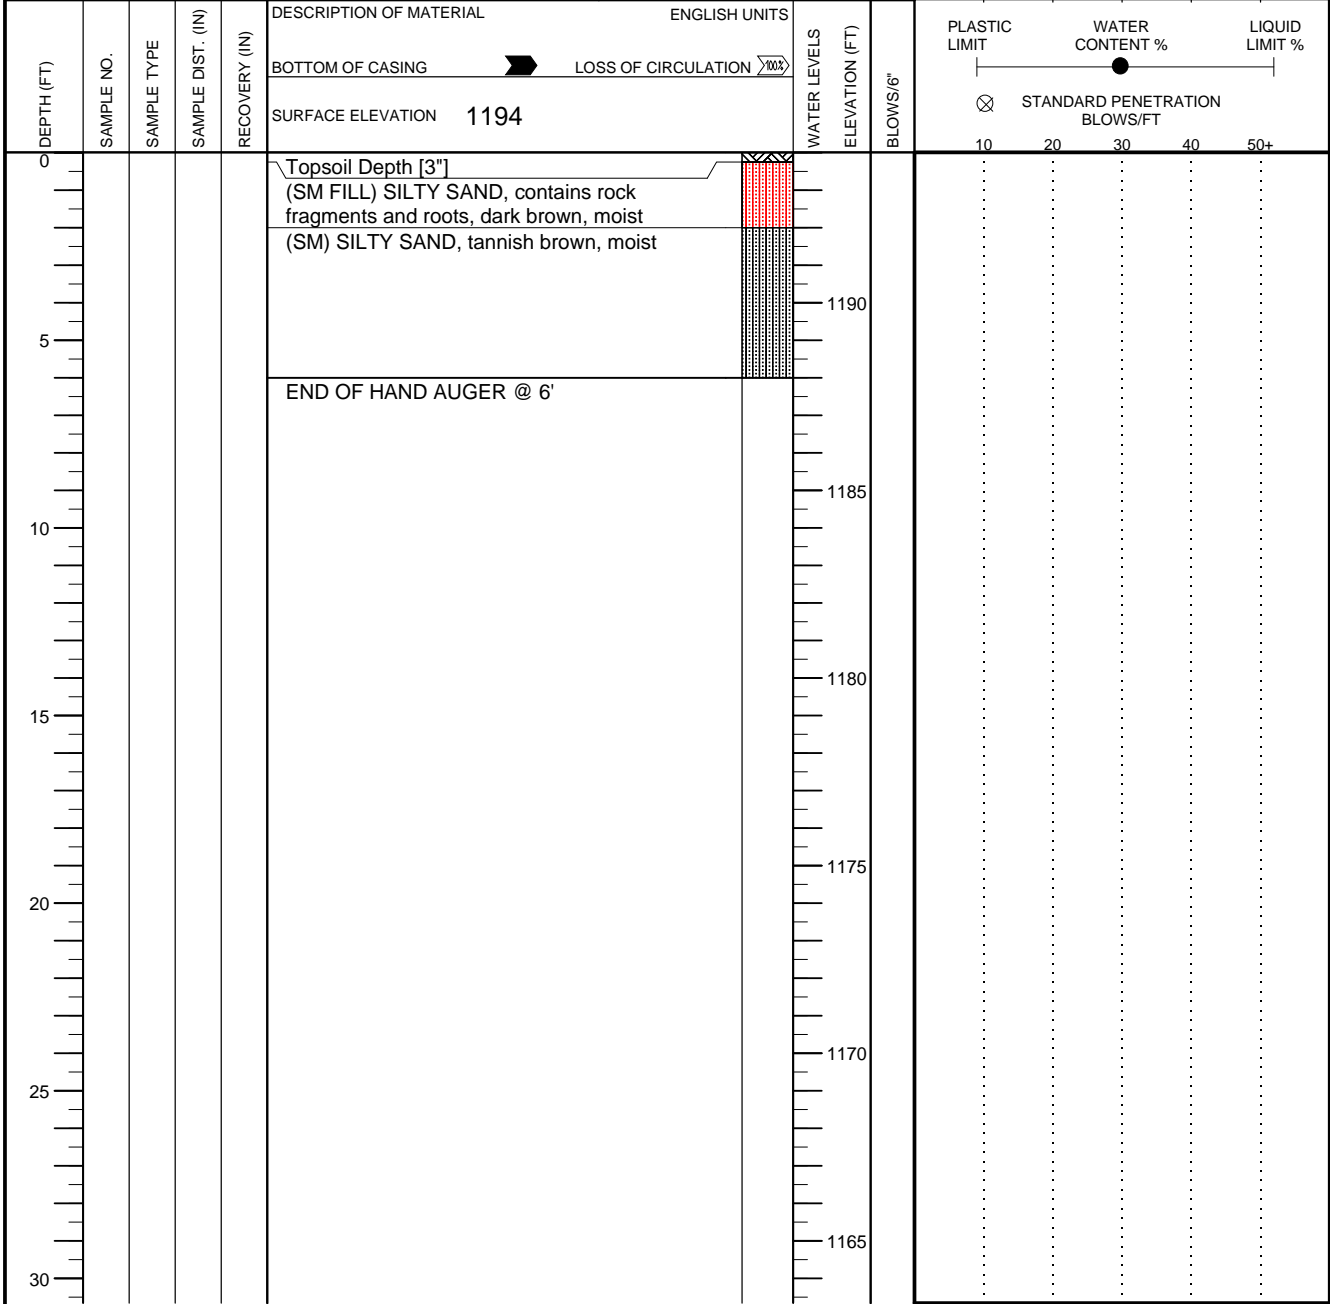 DEPTH (FT)
SAMPLE NO.
SAMPLE TYPE
SAMPLE DIST. (IN)
RECOVERY (IN)
DESCRIPTION OF MATERIAL ENGLISH UNITS
BOTTOM OF CASING LOSS OF CIRCULATION 100%
SURFACE ELEVATION 1194
WATER LEVELS
ELEVATION (FT)
BLOWS/6"
PLASTIC LIMIT
WATER CONTENT %
LIQUID LIMIT %
STANDARD PENETRATION
BLOWS/FT
10 20 30 40 50+
0
Topsoil Depth [3"]
(SM FILL) SILTY SAND, contains rock
fragments and roots, dark brown, moist
(SM) SILTY SAND, tannish brown, moist
1190
5
END OF HAND AUGER @ 6'
1185
10
1180
15
1175
20
1170
25
1165
30